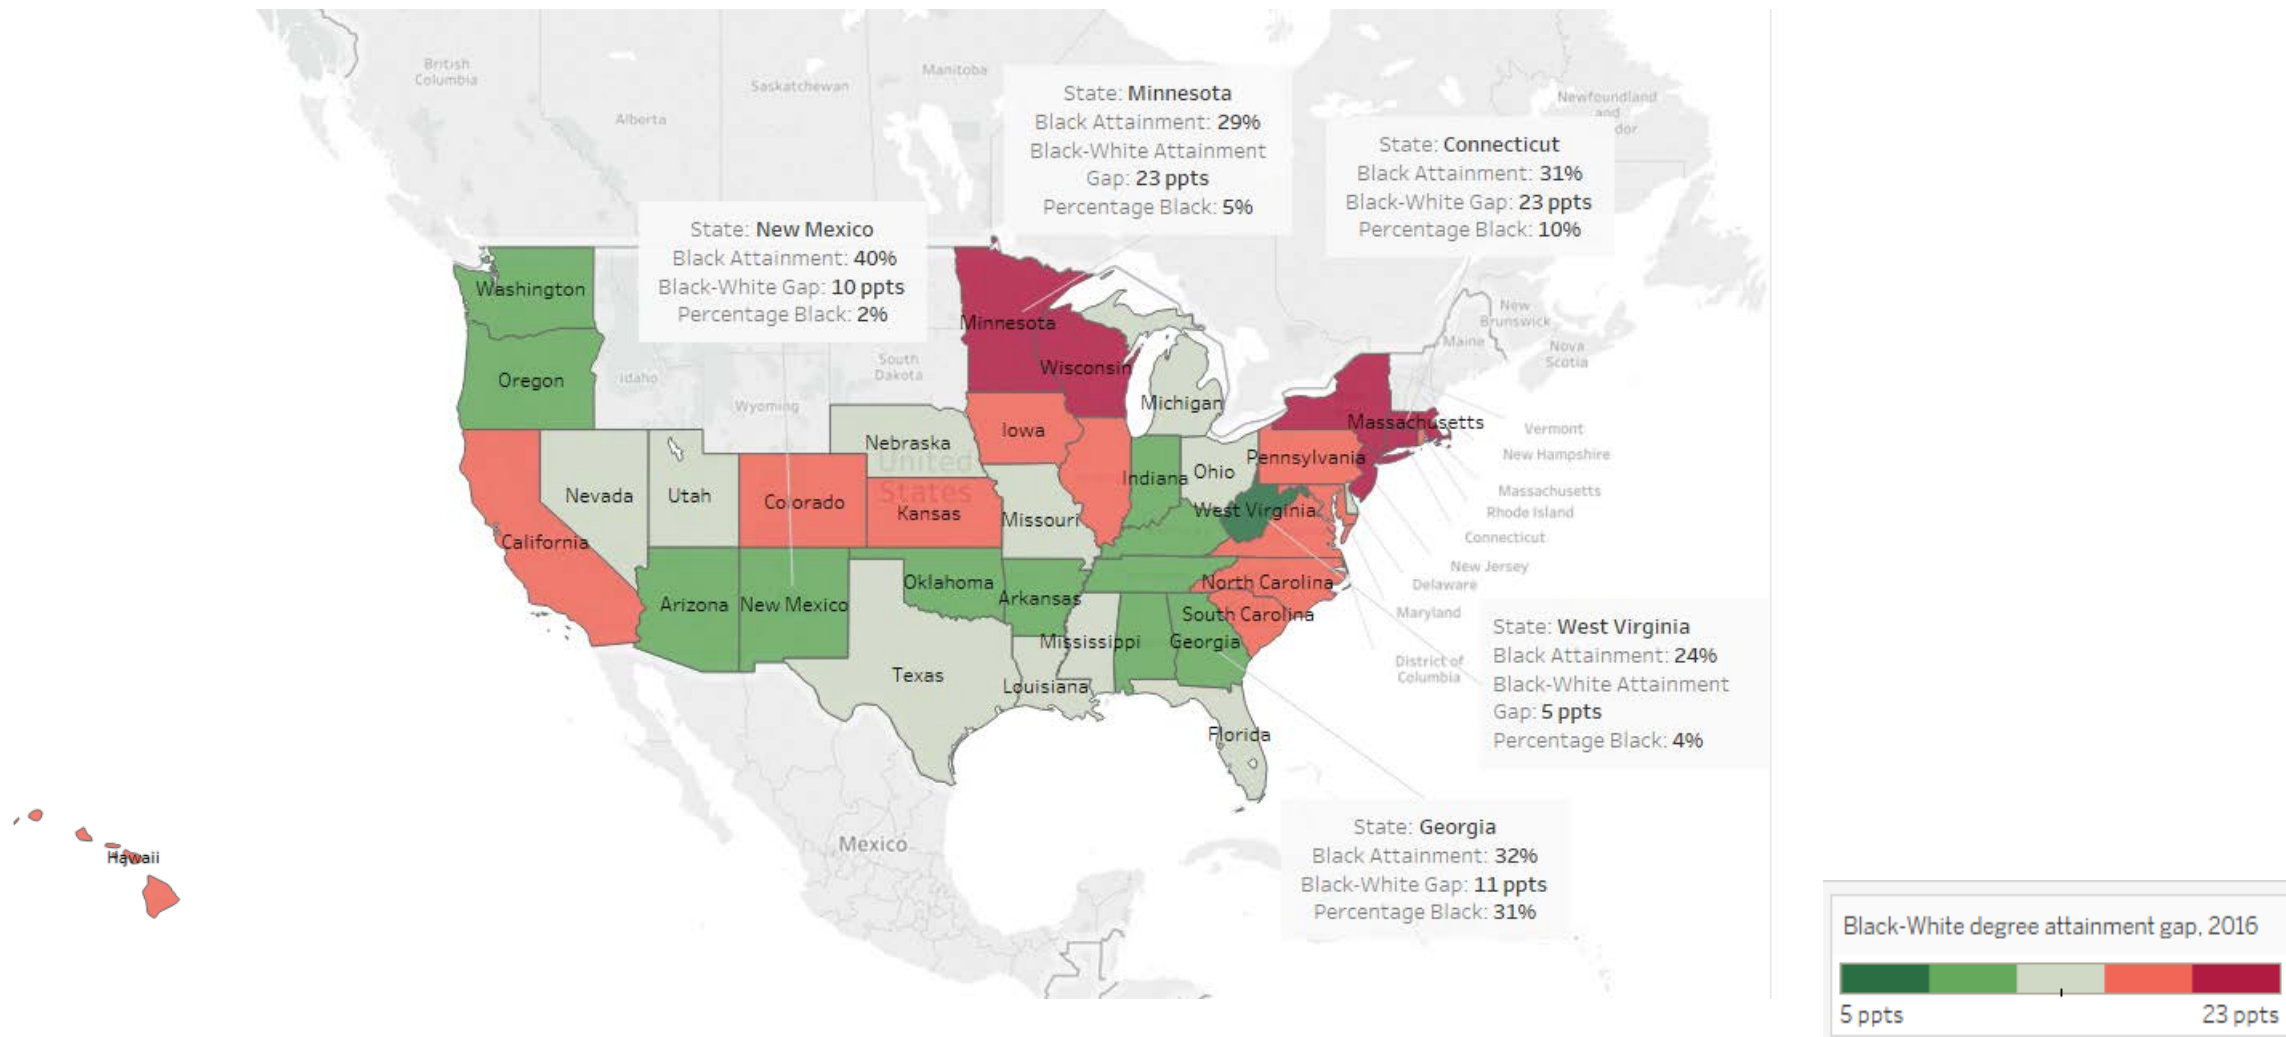 British
Columbia
Alberta
Saskatchewan
Manitoba
State: Minnesota
Black Attainment: 29%
Black-White Attainment
Gap: 23 ppts
Percentage Black: 5%
Newfoundland
and
dor
State: Connecticut
Black Attainment: 31%
Black-White Gap: 23 ppts
Percentage Black: 10%
State: New Mexico
Black Attainment: 40%
Black-White Gap: 10 ppts
Percentage Black: 2%
Washington
Oregon
Idaho
Wyoming
South
Dakota
Minnesota
Wisconsin
Michigan
New
Brunswick
Maine
Nova
Scotia
Nebraska
United
States
Iowa
Massachusetts
Vermont
New Hampshire
Massachusetts
Rhode Island
Connecticut
New Jersey
Delaware
Maryland
District of
Columbia
Pennsylvania
Indiana
Ohio
Nevada
Utah
Colorado
Kansas
Missouri
West Virginia
California
Arizona
New Mexico
Oklahoma
Arkansas
North Carolina
South Carolina
Mississippi
Georgia
Texas
Louisiana
Florida
State: West Virginia
Black Attainment: 24%
Black-White Attainment
Gap: 5 ppts
Percentage Black: 4%
Mexico
Hawaii
State: Georgia
Black Attainment: 32%
Black-White Gap: 11 ppts
Percentage Black: 31%
Black-White degree attainment gap, 2016
5 ppts
23 ppts